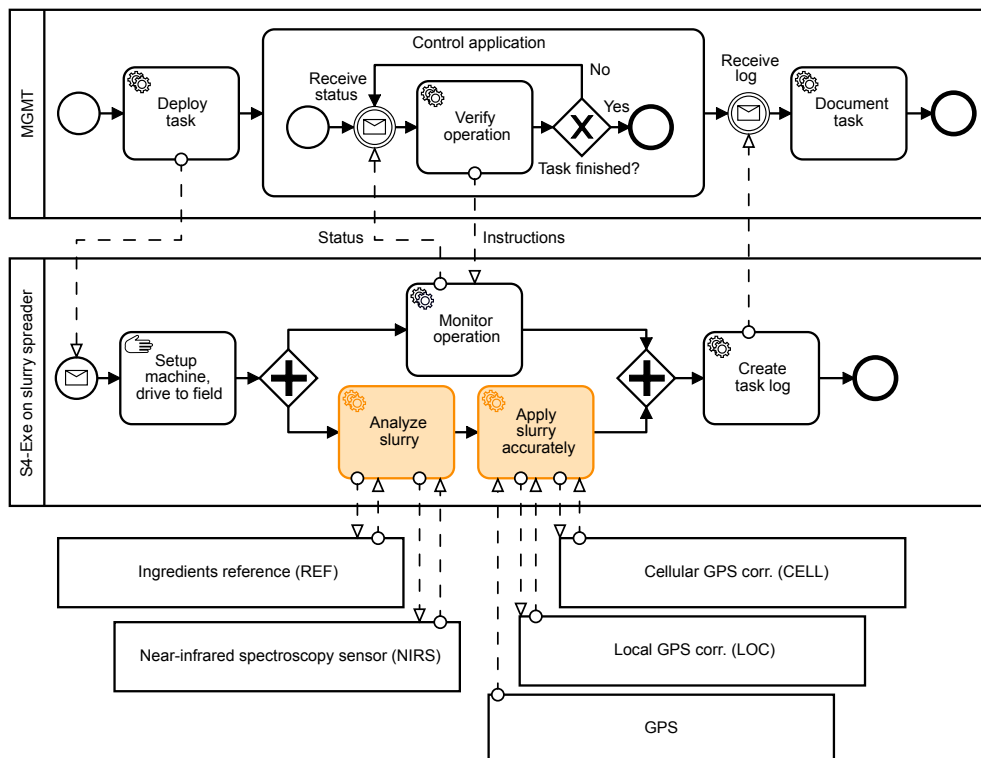 MGMT
Deploy
task
Control application
Receive
status
Verify
operation
No
Yes
Task finished?
Receive
log
Document
task
Status
Instructions
S4-Exe on slurry spreader
Setup
machine,
drive to field
Monitor
operation
Analyze
slurry
Apply
slurry
accurately
Create
task log
Ingredients reference (REF)
Cellular GPS corr. (CELL)
Near-infrared spectroscopy sensor (NIRS)
Local GPS corr. (LOC)
GPS